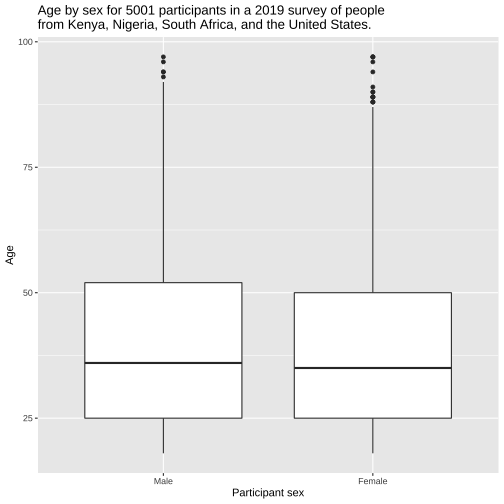 Age by sex for 5001 participants in a 2019 survey of people
from Kenya, Nigeria, South Africa, and the United States.
100
75
50
25
Age
Male Female
Participant sex